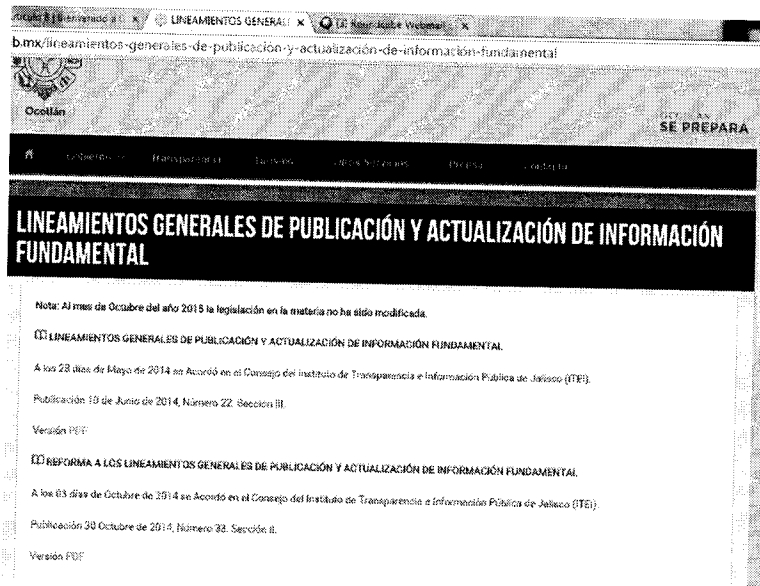 LINEAMIENTOS GENERAL
b.mx/lineamientos-generales-de-publicación-y-actualización-de-información-fundamental
Ocotlán
SE PREPARA
Gobierno Transparencia Prensa Contacto
LINEAMIENTOS GENERALES DE PUBLICACIÓN Y ACTUALIZACIÓN DE INFORMACIÓN
FUNDAMENTAL
Nota: Al mes de Octubre del año 2015 la legislación en la materia no ha sido modificada.
LINEAMIENTOS GENERALES DE PUBLICACIÓN Y ACTUALIZACIÓN DE INFORMACIÓN FUNDAMENTAL.
A los 28 días de Mayo de 2014 se Acordó en el Consejo del Instituto de Transparencia e Información Pública de Jalisco (ITEI).
Publicación 10 de Junio de 2014, Número 22. Sección III.
Versión PDF
REFORMA A LOS LINEAMIENTOS GENERALES DE PUBLICACIÓN Y ACTUALIZACIÓN DE INFORMACIÓN FUNDAMENTAL.
A los 03 días de Octubre de 2014 se Acordó en el Consejo del Instituto de Transparencia e Información Pública de Jalisco (ITEI).
Publicación 30 Octubre de 2014, Número 33. Sección II.
Versión PDF